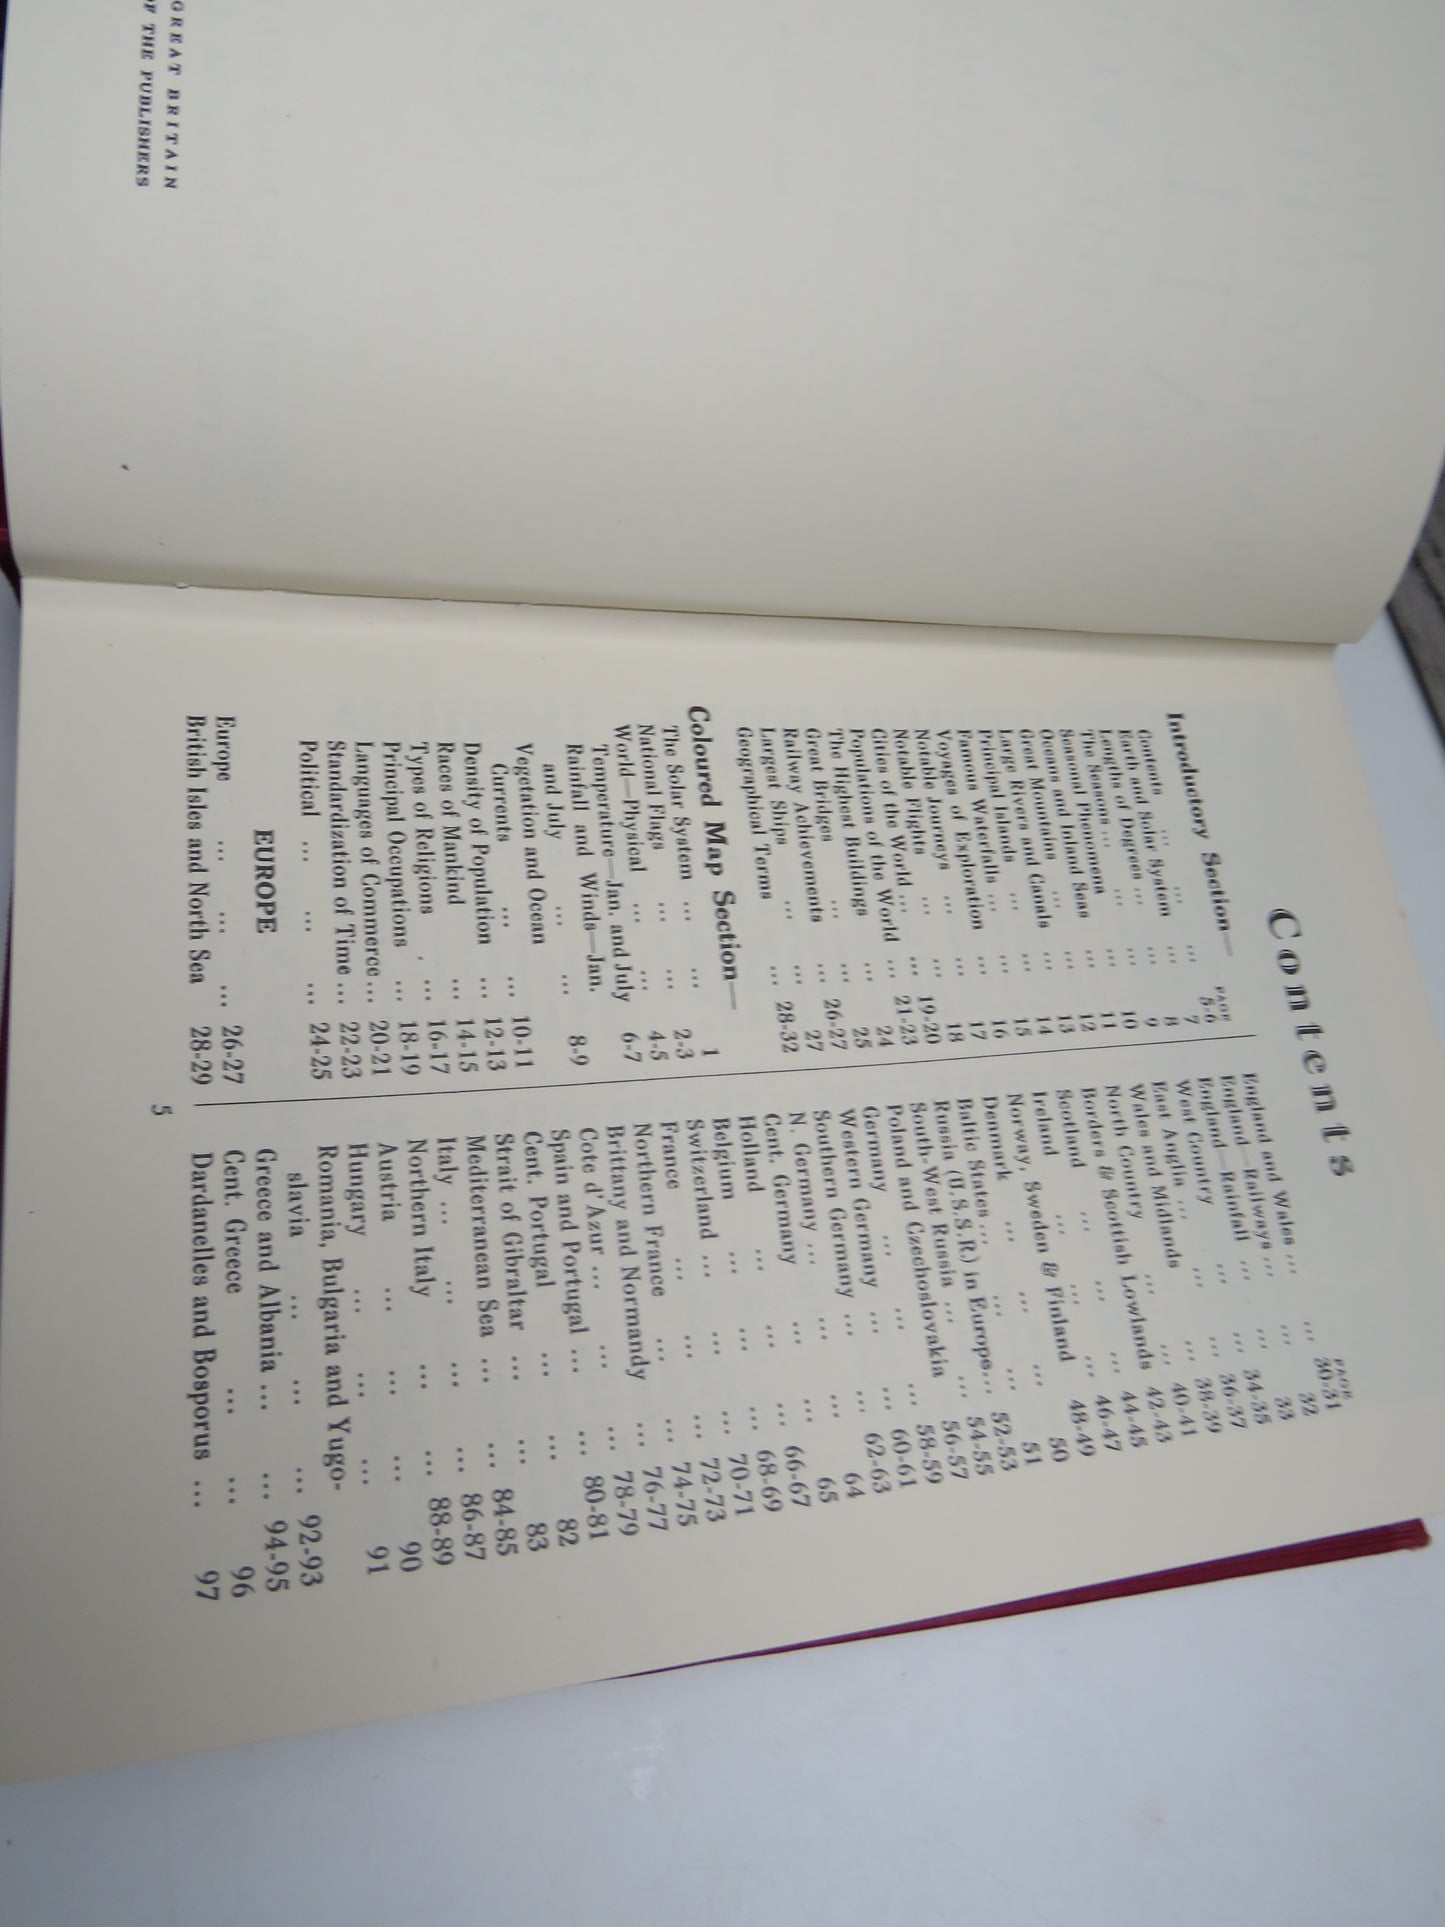 GREAT BRITAIN
OF THE PUBLISHERS
Contents
PAGE
Introductory Section—
Contents ... ... ... 5-6
Earth and Solar System ... 7
Lengths of Degrees ... ... 8
The Seasons ... ... ... 9
Seasonal Phenomena ... 10
Oceans and Inland Seas ... 11
Great Mountains ... ... 12
Large Rivers and Canals ... 13
Principal Islands ... ... 14
Famous Waterfalls ... ... 15
Voyages of Exploration ... 16
Notable Journeys ... ... 17
Notable Flights ... ... 18
Cities of the World ... ... 19-20
Populations of the World ... 21-23
The Highest Buildings ... 24
Great Bridges ... ... 25
Railway Achievements ... 26-27
Largest Ships ... ... 27
Geographical Terms ... 28-32
Coloured Map Section—
The Solar System ... ... 1
National Flags ... ... 2-3
World—Physical ... ... 4-5
Temperature—Jan. and July 6-7
Rainfall and Winds—Jan.
and July ... ... 8-9
Vegetation and Ocean
Currents ... ... 10-11
Density of Population ... 12-13
Races of Mankind ... 14-15
Types of Religions ... 16-17
Principal Occupations ... 18-19
Languages of Commerce ... 20-21
Standardization of Time ... 22-23
Political ... ... ... 24-25
EUROPE
Europe ... ... ... 26-27
British Isles and North Sea 28-29
PAGE
England and Wales ... ... 30-31
England—Railways ... ... 32
England—Rainfall ... ... 33
West Country ... ... 34-35
East Anglia ... ... ... 36-37
Wales and Midlands ... 38-39
North Country ... ... 40-41
Borders & Scottish Lowlands 42-43
Scotland ... ... ... 44-45
Ireland ... ... ... 46-47
Norway, Sweden & Finland 48-49
Denmark ... ... ... 50
Baltic States ... ... ... 51
Russia (U.S.S.R.) in Europe... 52-53
South-West Russia ... ... 54-55
Poland and Czechoslovakia 56-57
Germany ... ... ... 58-59
Western Germany ... ... 60-61
Southern Germany ... ... 62-63
N. Germany ... ... ... 64
Cent. Germany ... ... 65
Holland ... ... ... 66-67
Belgium ... ... ... 68-69
Switzerland ... ... ... 70-71
France ... ... ... 72-73
Northern France ... ... 74-75
Brittany and Normandy ... 76-77
Cote d'Azur ... ... ... 78-79
Spain and Portugal ... ... 80-81
Cent. Portugal ... ... 82
Strait of Gibraltar ... ... 83
Mediterranean Sea ... ... 84-85
Italy ... ... ... ... 86-87
Northern Italy ... ... 88-89
Austria ... ... ... 90
Hungary ... ... ... 91
Romania, Bulgaria and Yugo-
slavia ... ... ... 92-93
Greece and Albania ... ... 94-95
Cent. Greece ... ... 96
Dardanelles and Bosporus ... 97
5